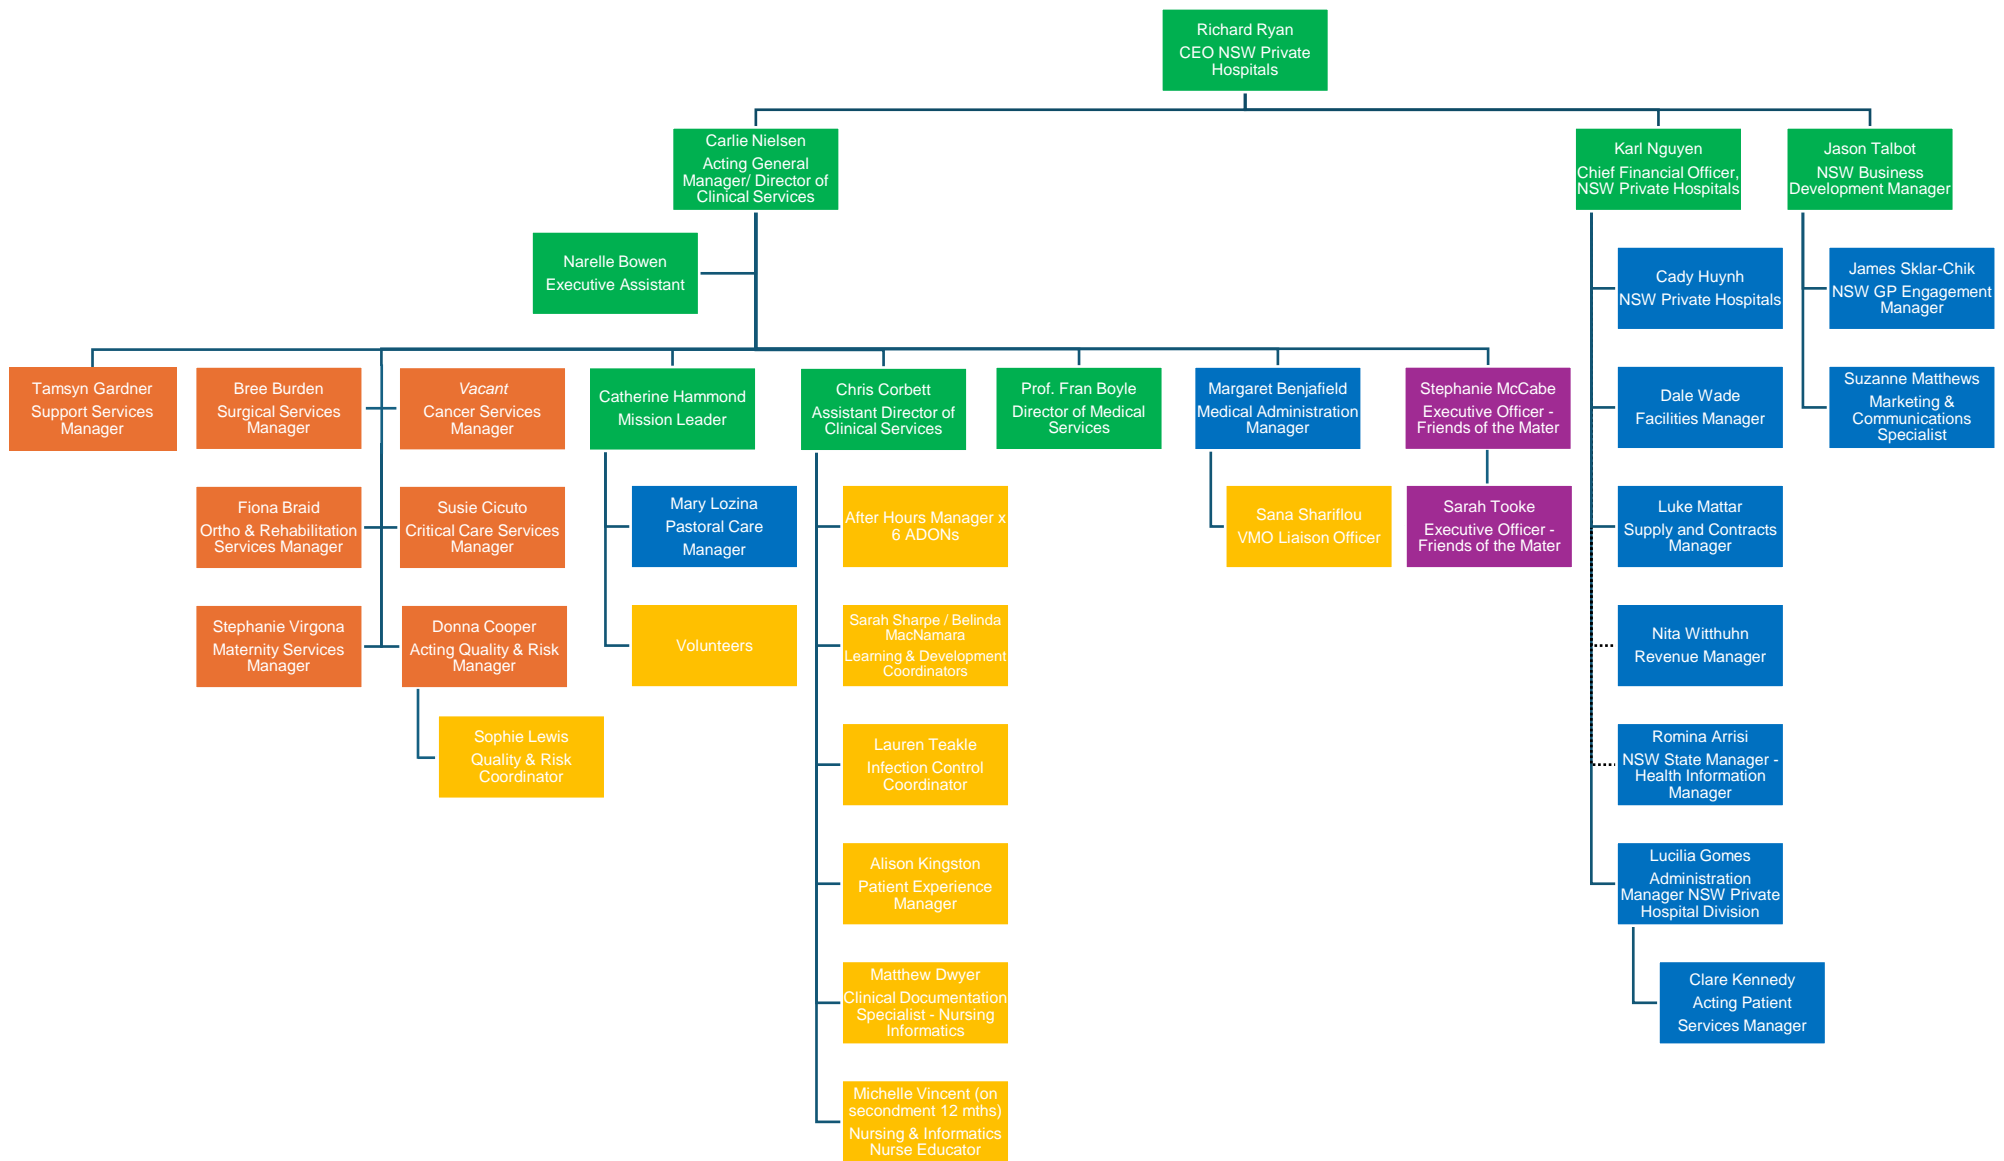 Richard Ryan
CEO NSW Private
Hospitals
Carlie Nielsen
Acting General
Manager/ Director of
Clinical Services
Karl Nguyen
Chief Financial Officer,
NSW Private Hospitals
Jason Talbot
NSW Business
Development Manager
Narelle Bowen
Executive Assistant
Tamsyn Gardner
Support Services
Manager
Bree Burden
Surgical Services
Manager
Vacant
Cancer Services
Manager
Fiona Braid
Ortho & Rehabilitation
Services Manager
Susie Cicuto
Critical Care Services
Manager
Stephanie Virgona
Maternity Services
Manager
Donna Cooper
Acting Quality & Risk
Manager
Sophie Lewis
Quality & Risk
Coordinator
Catherine Hammond
Mission Leader
Mary Lozina
Pastoral Care
Manager
Volunteers
Chris Corbett
Assistant Director of
Clinical Services
After Hours Manager x
6 ADONs
Sarah Sharpe / Belinda
MacNamara
Learning & Development
Coordinators
Lauren Teakle
Infection Control
Coordinator
Alison Kingston
Patient Experience
Manager
Matthew Dwyer
Clinical Documentation
Specialist - Nursing
Informatics
Michelle Vincent (on
secondment 12 mths)
Nursing & Informatics
Nurse Educator
Prof. Fran Boyle
Director of Medical
Services
Margaret Benjafield
Medical Administration
Manager
Sana Shariflou
VMO Liaison Officer
Stephanie McCabe
Executive Officer -
Friends of the Mater
Sarah Tooke
Executive Officer -
Friends of the Mater
Cady Huynh
NSW Private Hospitals
Dale Wade
Facilities Manager
Luke Mattar
Supply and Contracts
Manager
Nita Witthuhn
Revenue Manager
Romina Arrisi
NSW State Manager -
Health Information
Manager
Lucilia Gomes
Administration
Manager NSW Private
Hospital Division
Clare Kennedy
Acting Patient
Services Manager
James Sklar-Chik
NSW GP Engagement
Manager
Suzanne Matthews
Marketing &
Communications
Specialist